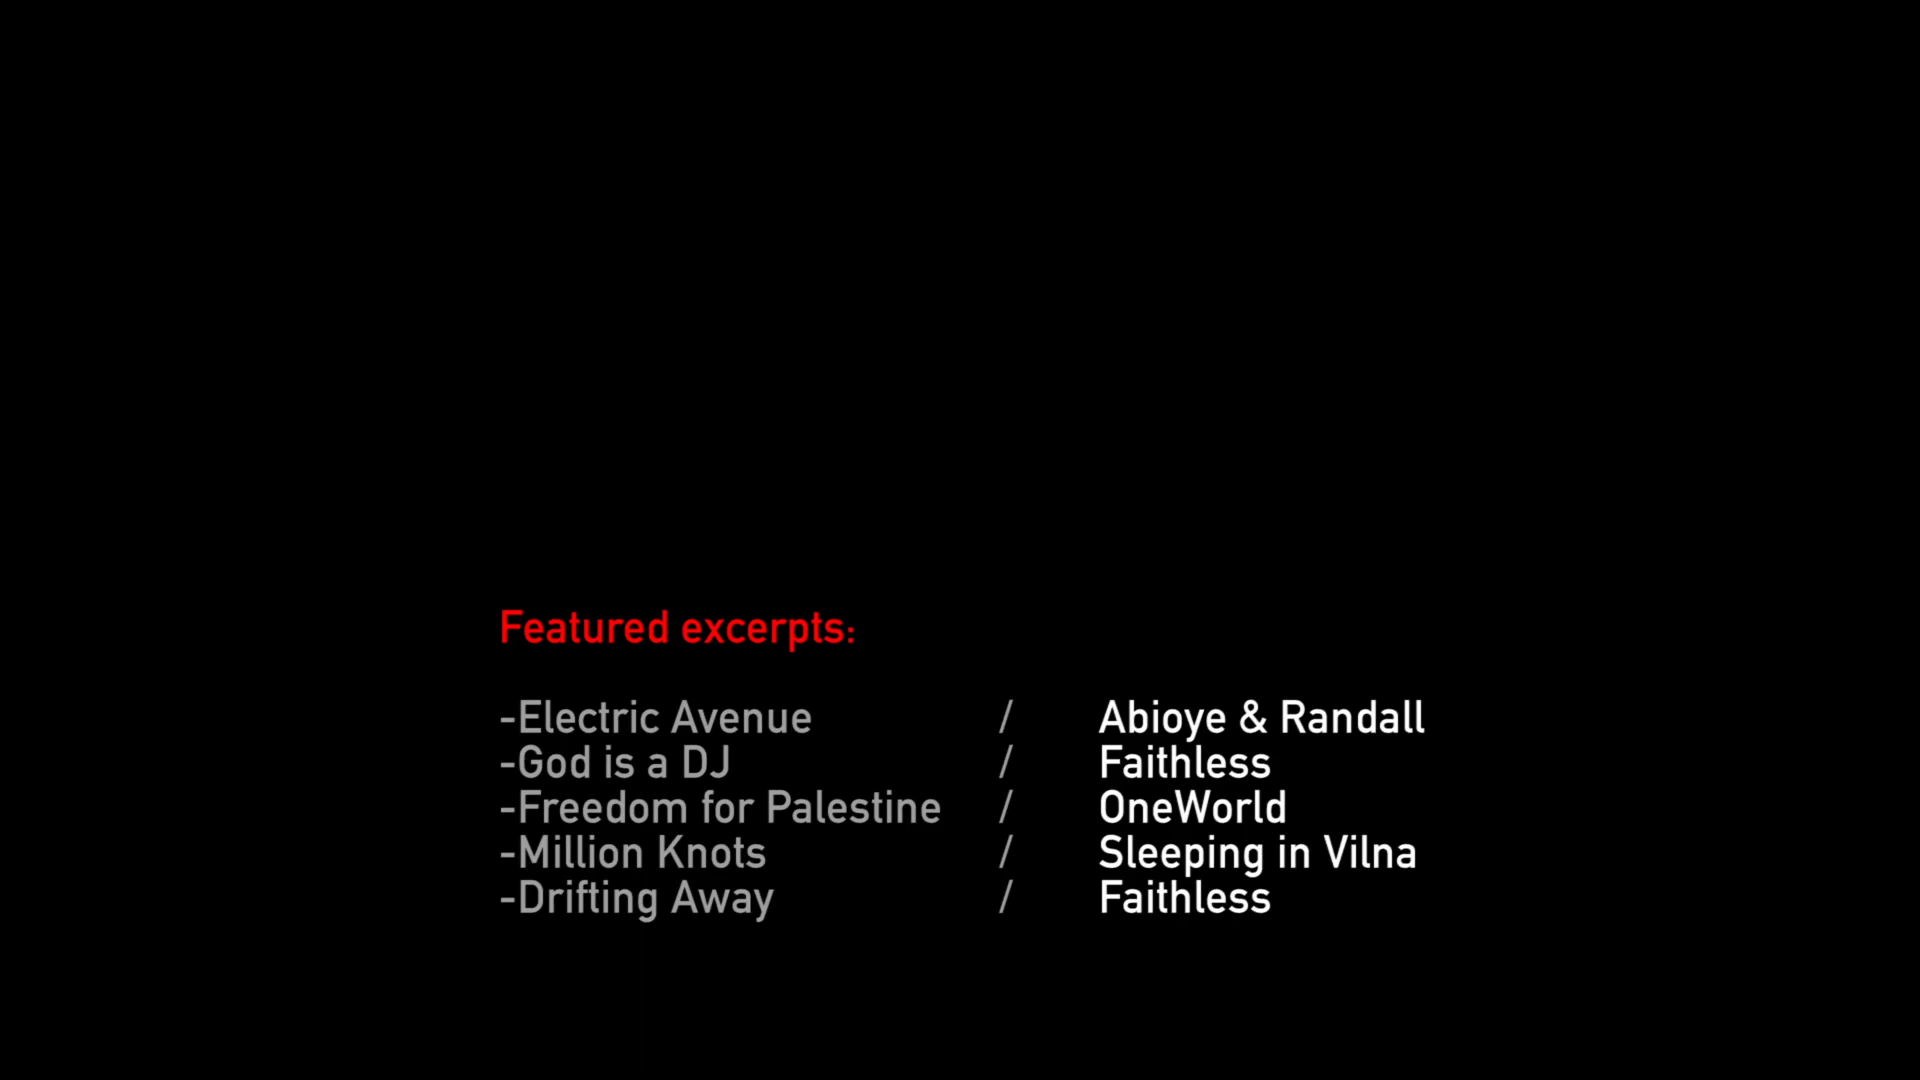 Featured excerpts:
-Electric Avenue / Abioye & Randall
-God is a DJ / Faithless
-Freedom for Palestine / OneWorld
-Million Knots / Sleeping in Vilna
-Drifting Away / Faithless